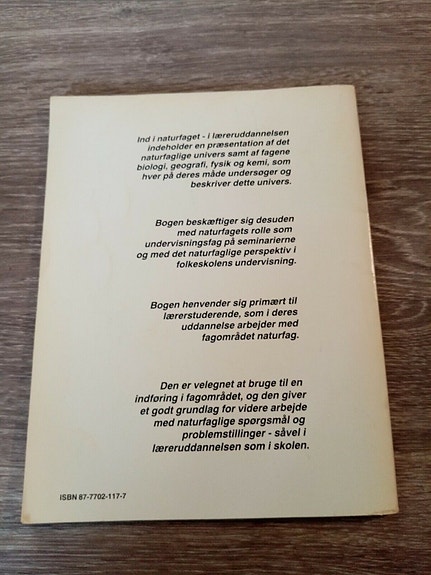 Ind i naturfaget - i læreruddannelsen
indeholder en præsentation af det
naturfaglige univers samt af fagene
biologi, geografi, fysik og kemi, som
hver på deres måde undersøger og
beskriver dette univers.
Bogen beskæftiger sig desuden
med naturfagets rolle som
undervisningsfag på seminarierne
og med det naturfaglige perspektiv i
folkeskolens undervisning.
Bogen henvender sig primært til
lærerstuderende, som i deres
uddannelse arbejder med
fagområdet naturfag.
Den er velegnet at bruge til en
indføring i fagområdet, og den giver
et godt grundlag for videre arbejde
med naturfaglige spørgsmål og
problemstillinger - såvel i
læreruddannelsen som i skolen.
ISBN 87-7702-117-7